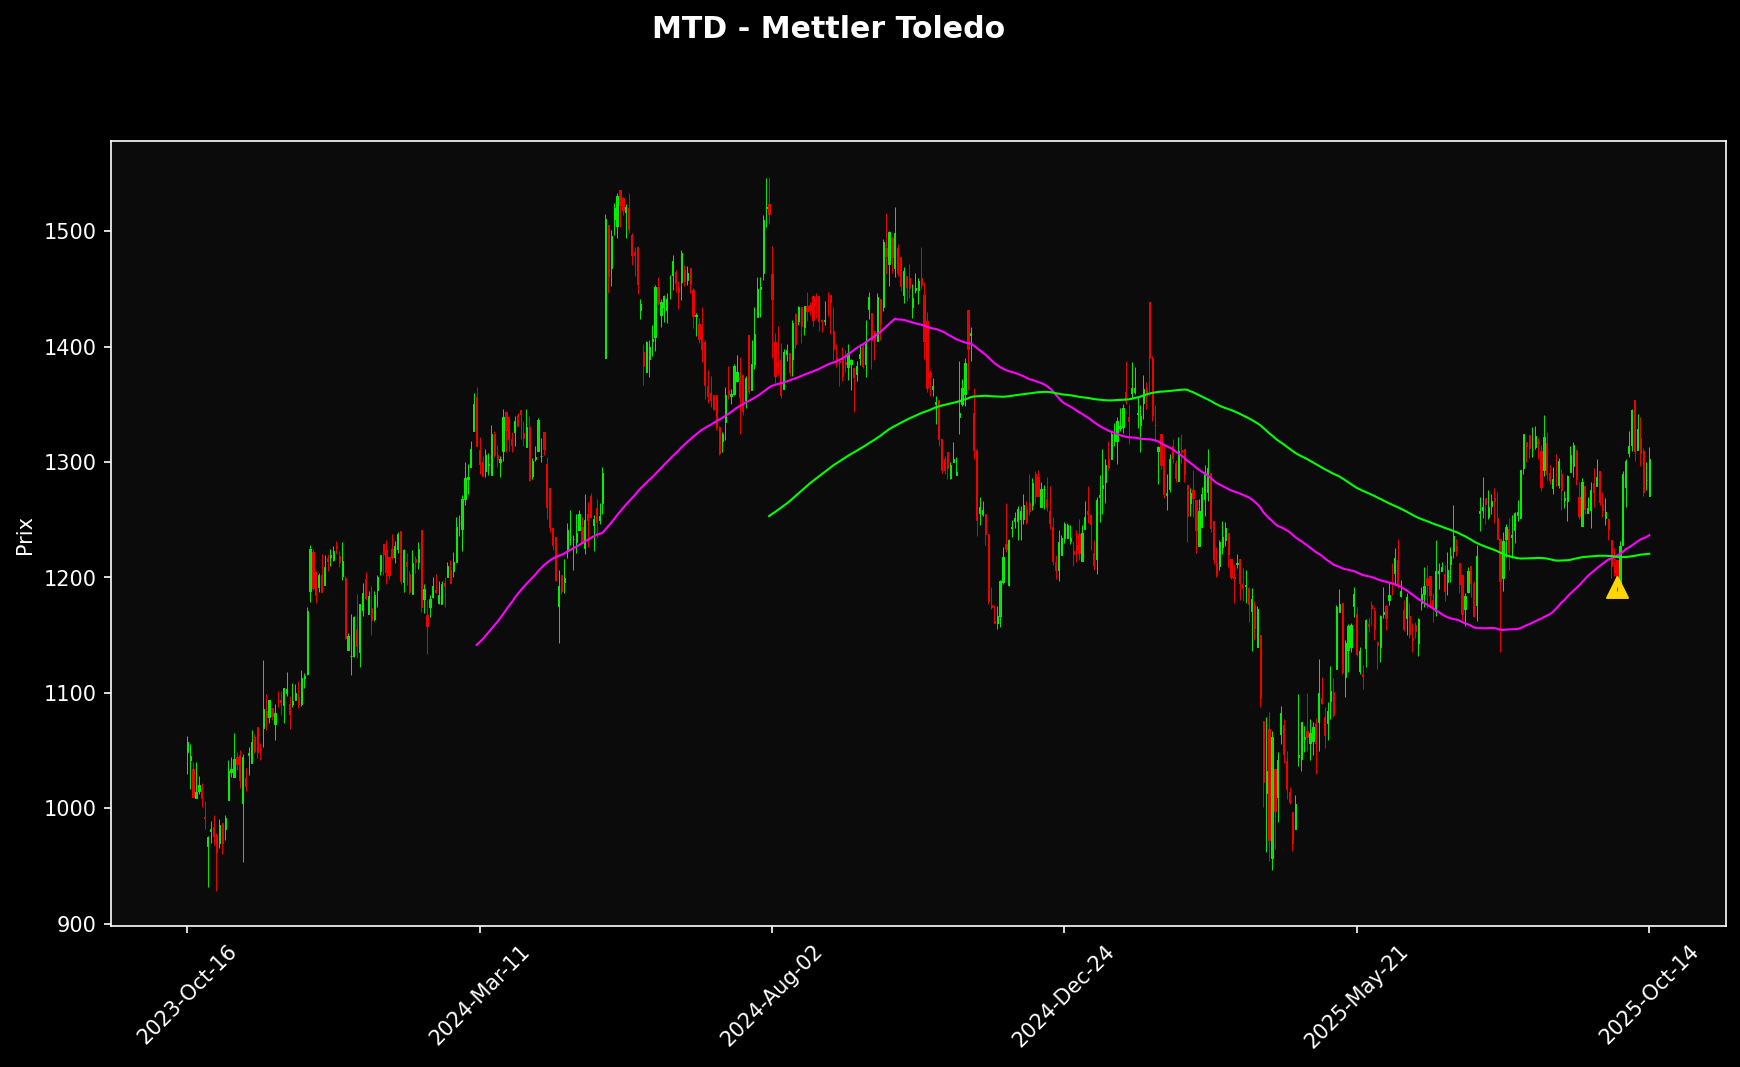 MTD - Mettler Toledo
Prix
1500
1400
1300
1200
1100
1000
900
2023-Oct-16
2024-Mar-11
2024-Aug-02
2024-Dec-24
2025-May-21
2025-Oct-14